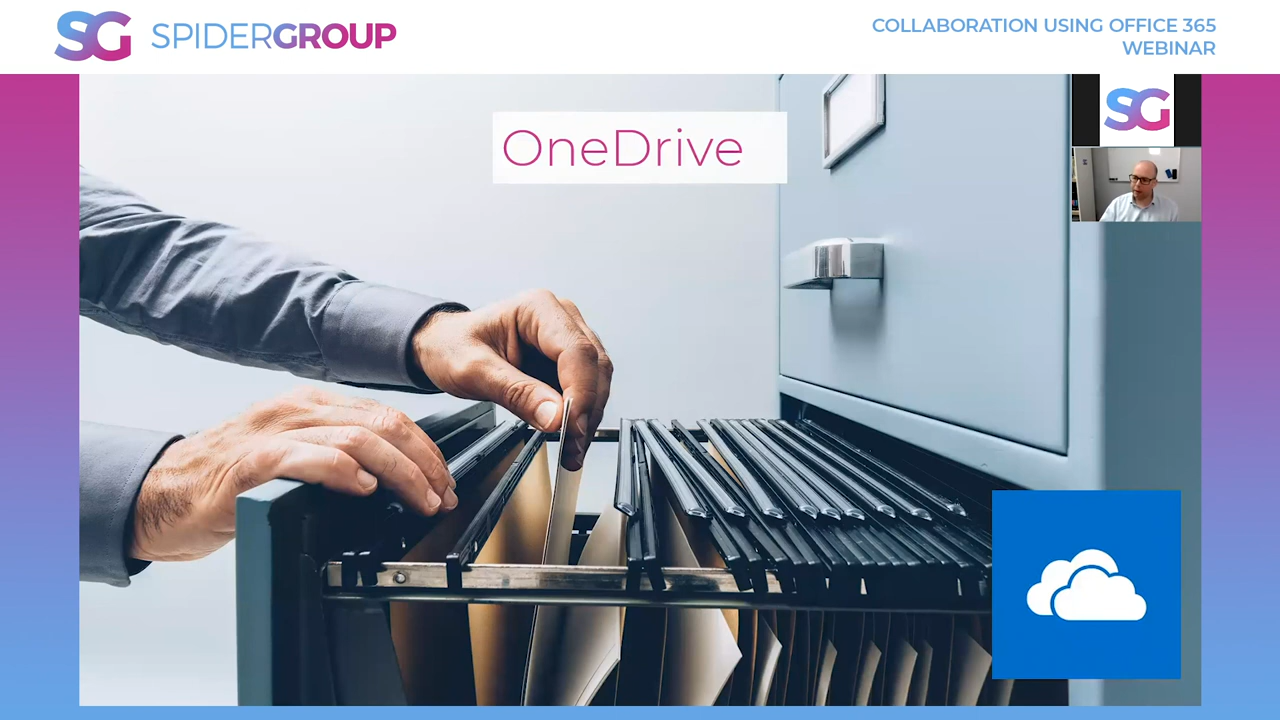 SG SPIDERGROUP
COLLABORATION USING OFFICE 365
WEBINAR
OneDrive
SG